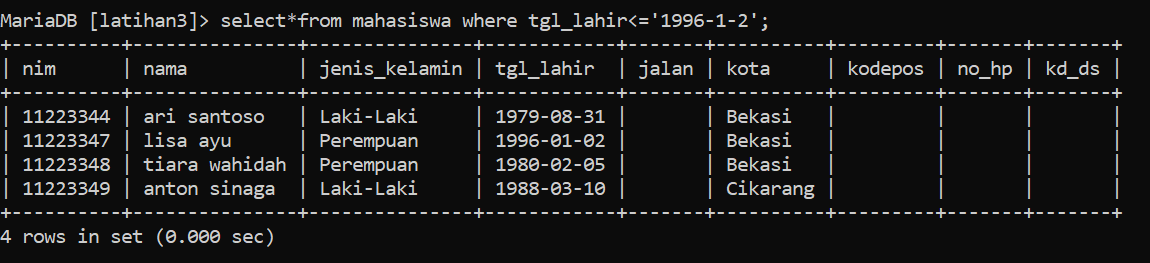 MariaDB [latihan3]> select*from mahasiswa where tgl_lahir<='1996-1-2';
+----------+---------------+---------------+------------+-------+----------+---------+-------+-------+
| nim      | nama          | jenis_kelamin | tgl_lahir  | jalan | kota     | kodepos | no_hp | kd_ds |
+----------+---------------+---------------+------------+-------+----------+---------+-------+-------+
| 11223344 | ari santoso   | Laki-Laki     | 1979-08-31 |       | Bekasi   |         |       |       |
| 11223347 | lisa ayu      | Perempuan     | 1996-01-02 |       | Bekasi   |         |       |       |
| 11223348 | tiara wahidah | Perempuan     | 1980-02-05 |       | Bekasi   |         |       |       |
| 11223349 | anton sinaga  | Laki-Laki     | 1988-03-10 |       | Cikarang |         |       |       |
+----------+---------------+---------------+------------+-------+----------+---------+-------+-------+
4 rows in set (0.000 sec)